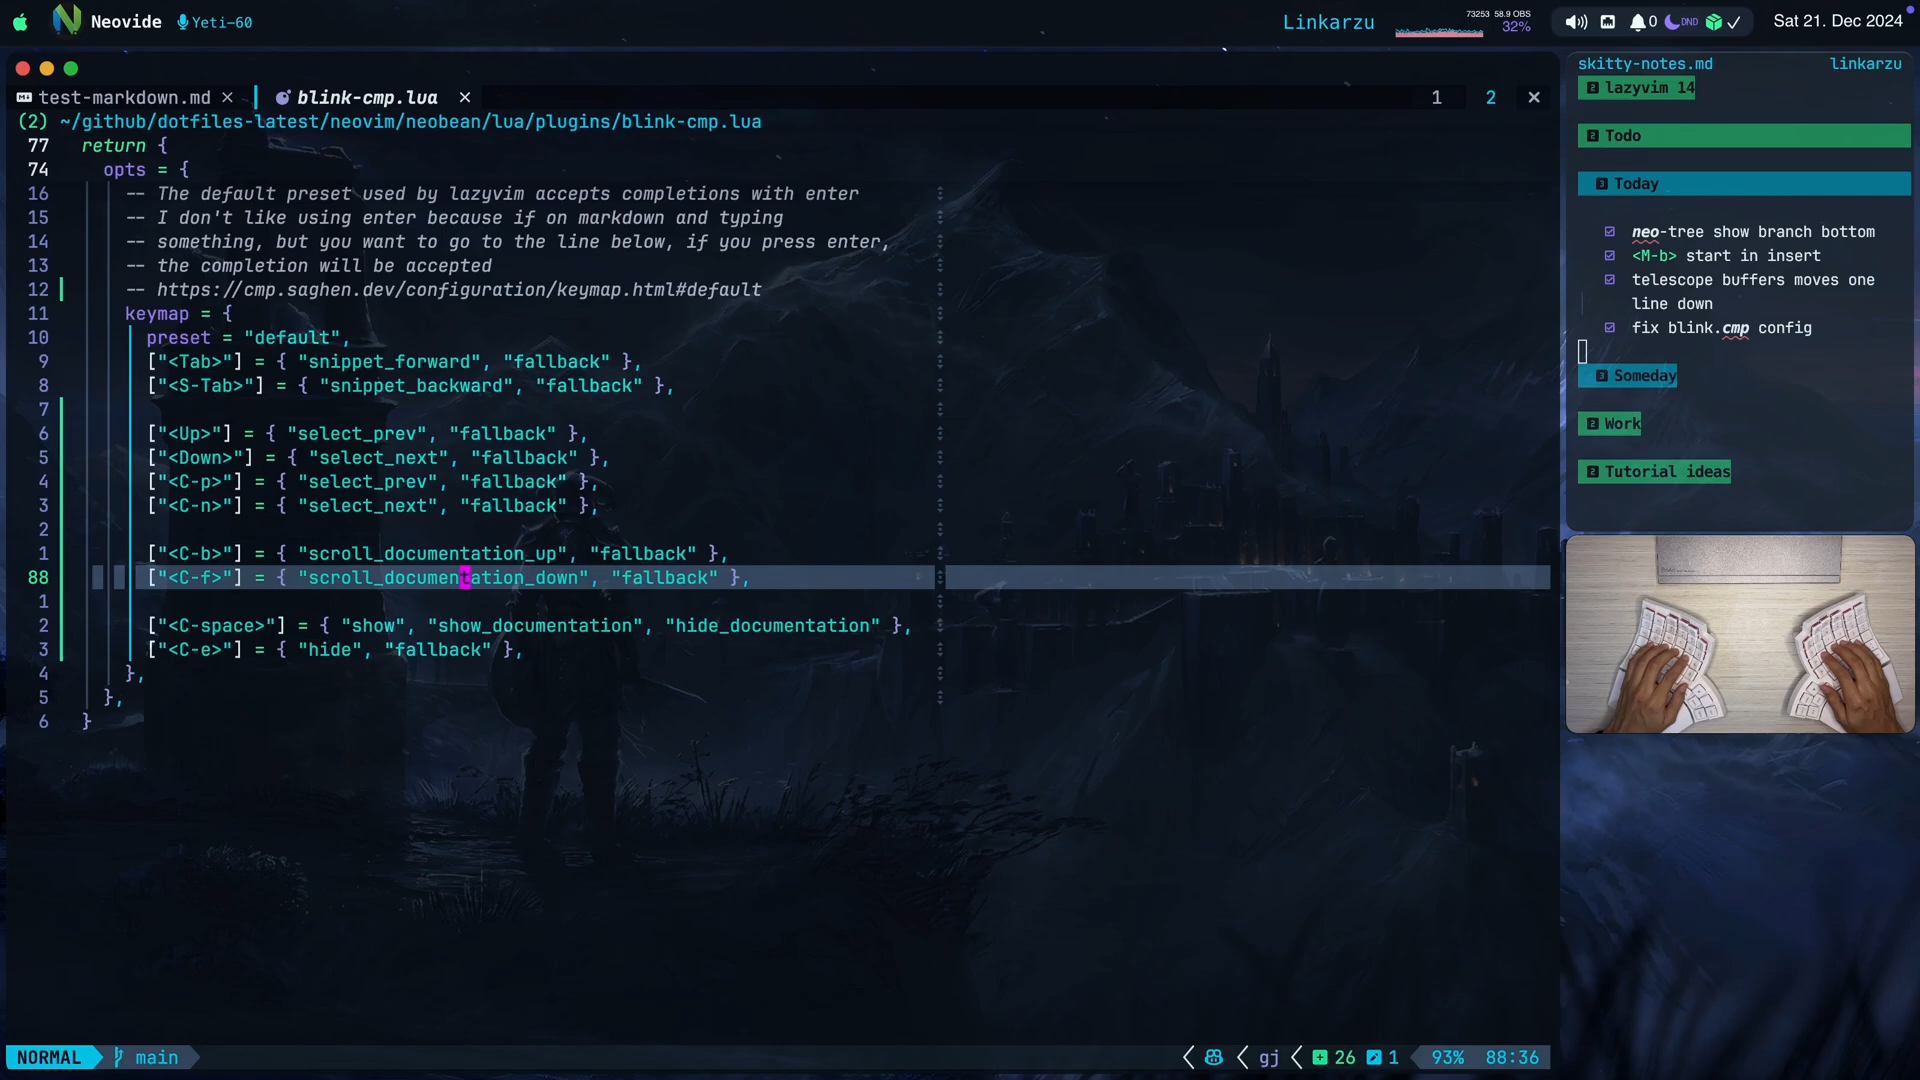 Neovide Yeti-60
Linkarzu 73253 58.9 OBS 32% 0 DND Sat 21. Dec 2024
test-markdown.md × blink-cmp.lua × 1 2 ×
(2) ~/github/dotfiles-latest/neovim/neobean/lua/plugins/blink-cmp.lua
77 return {
74 opts = {
16 -- The default preset used by lazyvim accepts completions with enter
15 -- I don't like using enter because if on markdown and typing
14 -- something, but you want to go to the line below, if you press enter,
13 -- the completion will be accepted
12 -- https://cmp.saghen.dev/configuration/keymap.html#default
11 keymap = {
10 preset = "default",
9 ["<Tab>"] = { "snippet_forward", "fallback" },
8 ["<S-Tab>"] = { "snippet_backward", "fallback" },
7
6 ["<Up>"] = { "select_prev", "fallback" },
5 ["<Down>"] = { "select_next", "fallback" },
4 ["<C-p>"] = { "select_prev", "fallback" },
3 ["<C-n>"] = { "select_next", "fallback" },
2
1 ["<C-b>"] = { "scroll_documentation_up", "fallback" },
88 ["<C-f>"] = { "scroll_documentation_down", "fallback" },
1
2 ["<C-space>"] = { "show", "show_documentation", "hide_documentation" },
3 ["<C-e>"] = { "hide", "fallback" },
4 },
5 },
6 }
NORMAL main gj 26 1 93% 88:36
skitty-notes.md linkarzu
2 lazyvim 14
2 Todo
3 Today
neo-tree show branch bottom
<M-b> start in insert
telescope buffers moves one
line down
fix blink.cmp config
3 Someday
2 Work
2 Tutorial ideas